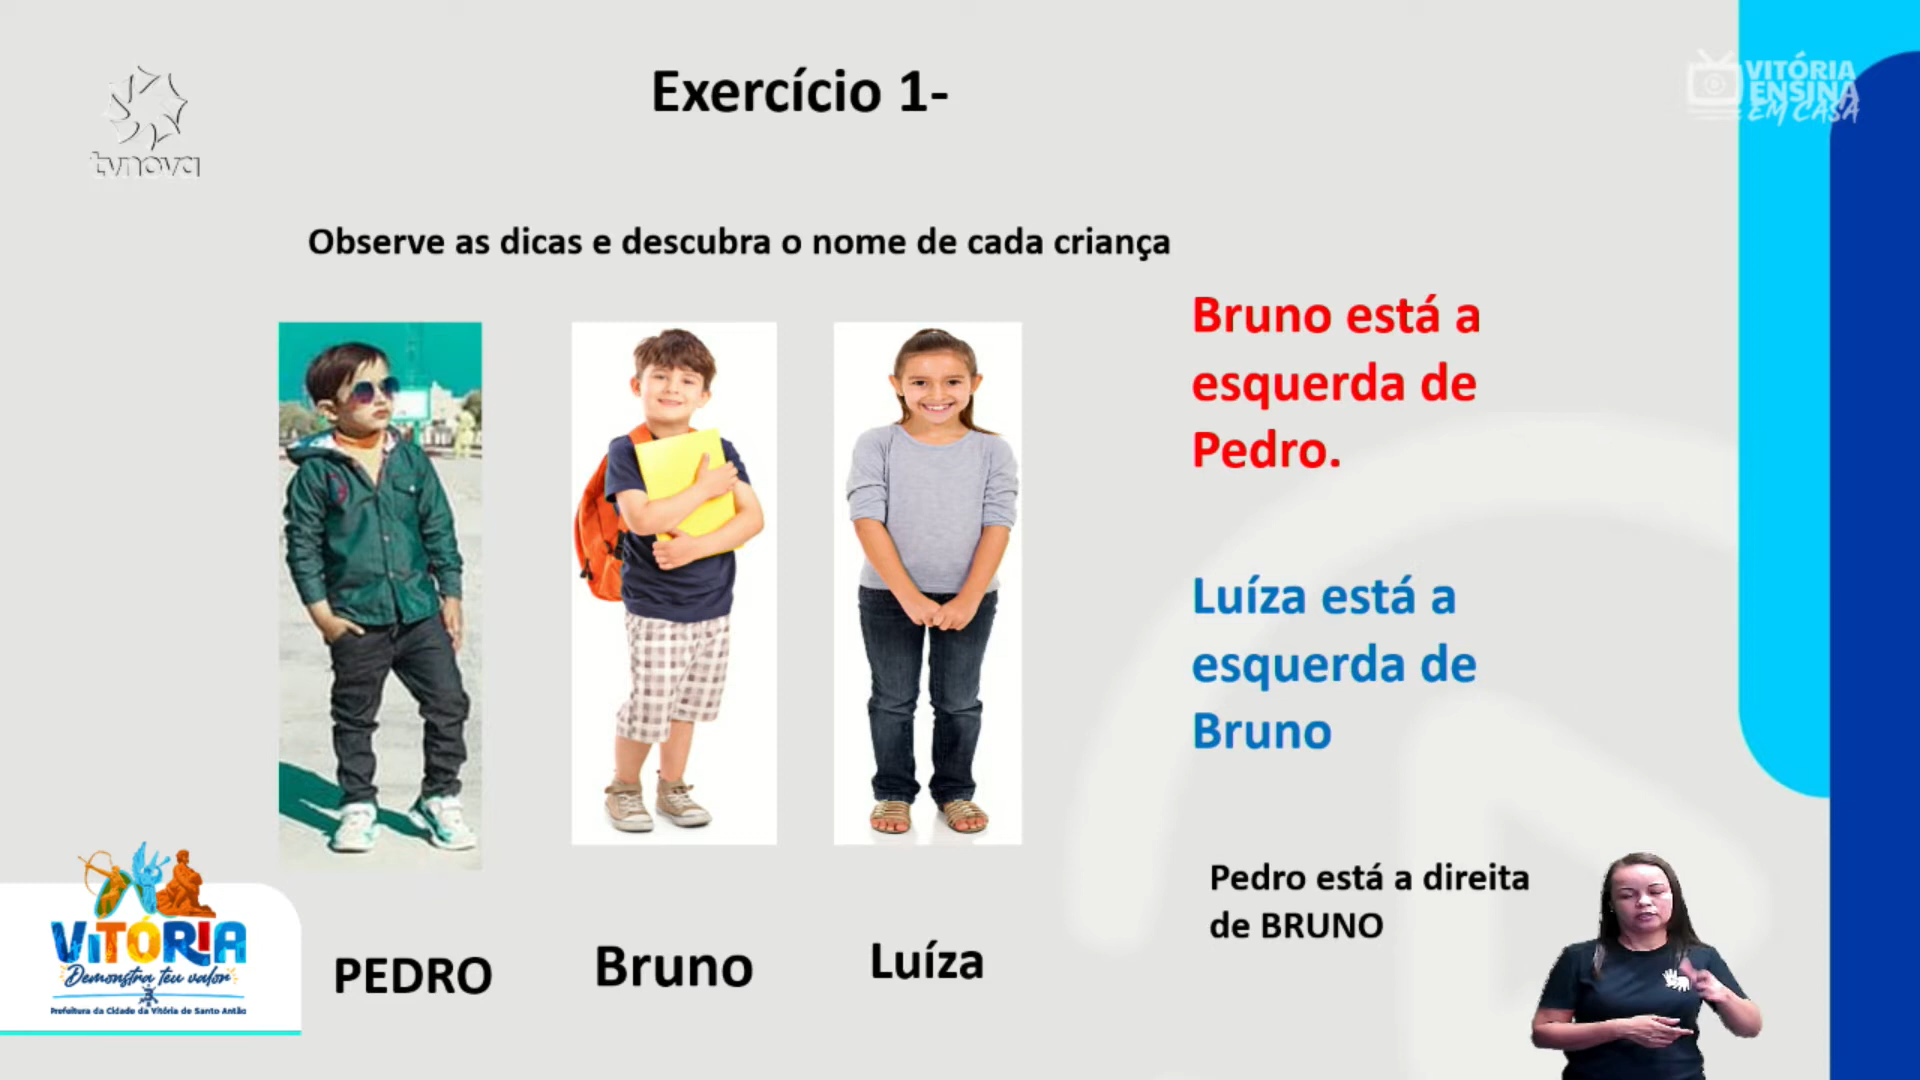 Exercício 1-
tvnova
VITÓRIA
ENSINA
EM CASA
Observe as dicas e descubra o nome de cada criança
Bruno está a
esquerda de
Pedro.
Luíza está a
esquerda de
Bruno
Pedro está a direita
de BRUNO
PEDRO
Bruno
Luíza
VITÓRIA
Demonstra teu valor
Prefeitura da Cidade da Vitória de Santo Antão